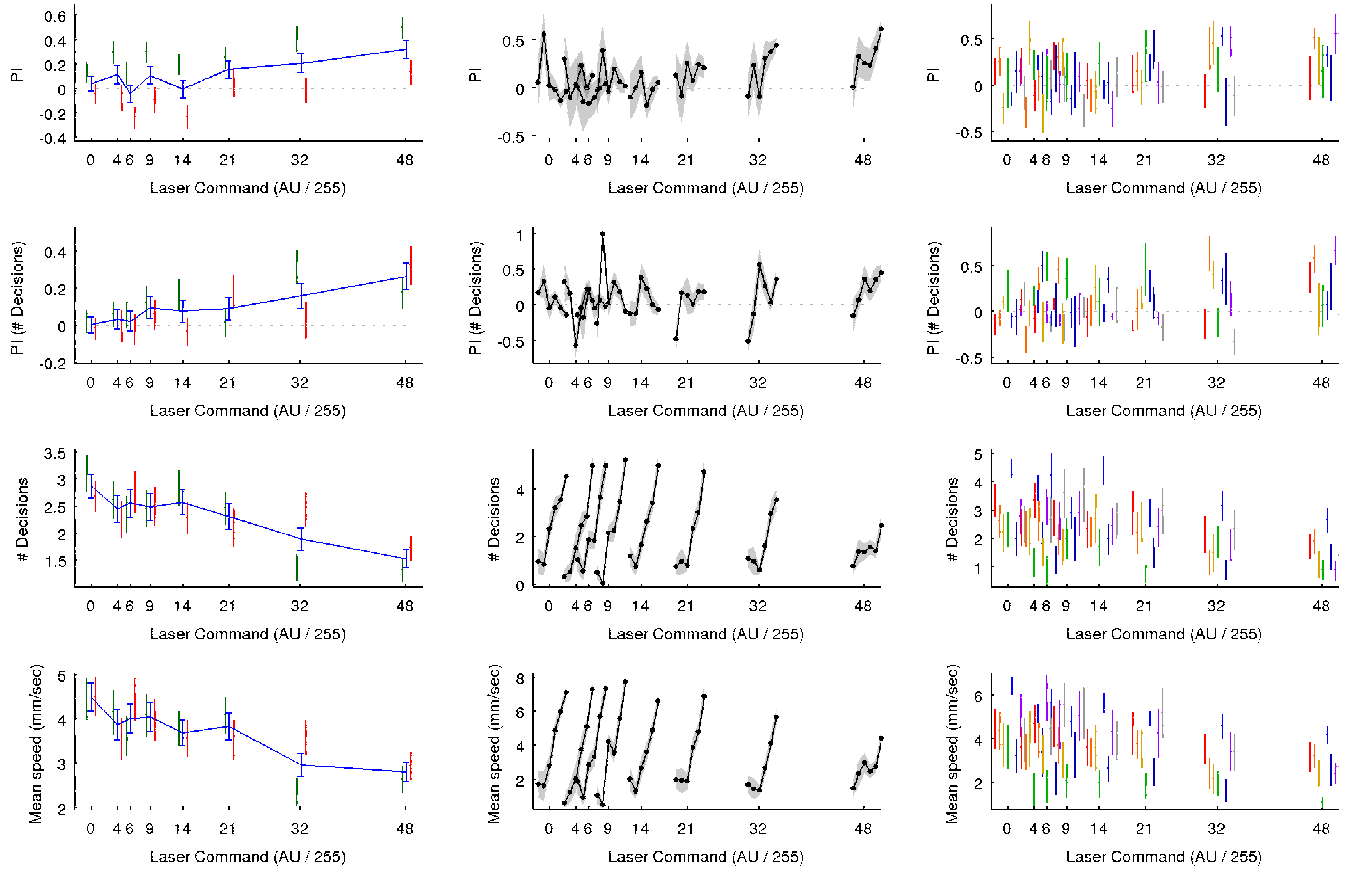 PI
0.6
0.4
0.2
0
-0.2
-0.4
0 4 6 9 14 21 32 48
Laser Command (AU / 255)
PI
0.5
0
-0.5
0 4 6 9 14 21 32 48
Laser Command (AU / 255)
PI
0.5
0
-0.5
0 4 6 9 14 21 32 48
Laser Command (AU / 255)
PI (# Decisions)
0.4
0.2
0
-0.2
0 4 6 9 14 21 32 48
Laser Command (AU / 255)
PI (# Decisions)
1
0.5
0
-0.5
0 4 6 9 14 21 32 48
Laser Command (AU / 255)
PI (# Decisions)
0.5
0
-0.5
0 4 6 9 14 21 32 48
Laser Command (AU / 255)
# Decisions
3.5
3
2.5
2
1.5
0 4 6 9 14 21 32 48
Laser Command (AU / 255)
# Decisions
4
2
0
0 4 6 9 14 21 32 48
Laser Command (AU / 255)
# Decisions
5
4
3
2
1
0 4 6 9 14 21 32 48
Laser Command (AU / 255)
Mean speed (mm/sec)
5
4
3
2
0 4 6 9 14 21 32 48
Laser Command (AU / 255)
Mean speed (mm/sec)
8
6
4
2
0 4 6 9 14 21 32 48
Laser Command (AU / 255)
Mean speed (mm/sec)
6
4
2
0 4 6 9 14 21 32 48
Laser Command (AU / 255)